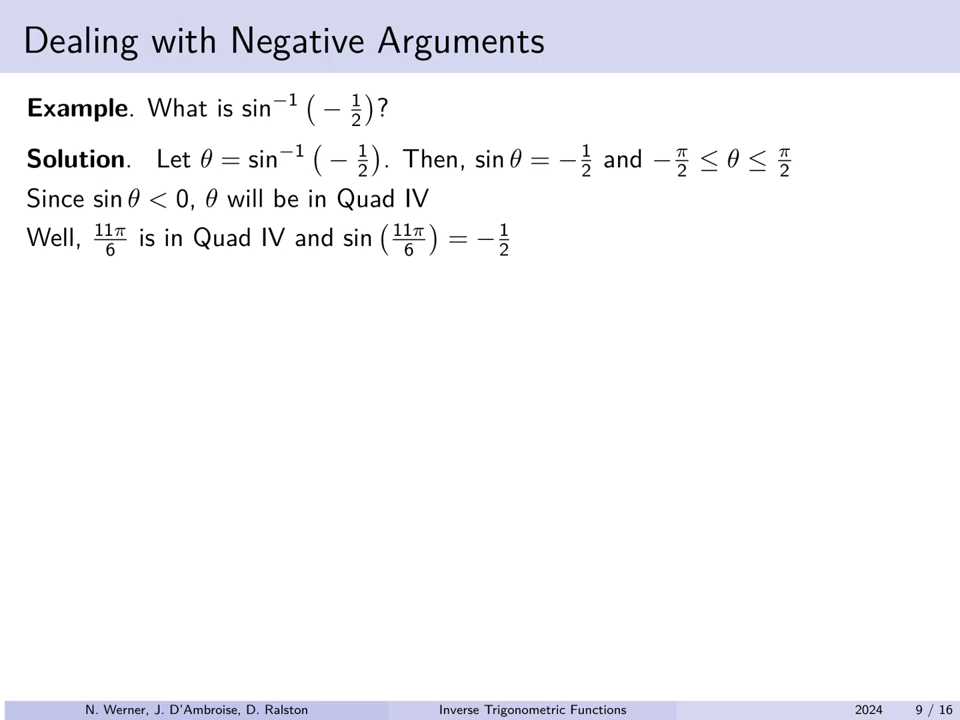 Dealing with Negative Arguments
Example. What is sin⁻¹ (− 1/2)?
Solution. Let θ = sin⁻¹ (− 1/2). Then, sin θ = −1/2 and −π/2 ≤ θ ≤ π/2
Since sin θ < 0, θ will be in Quad IV
Well, 11π/6 is in Quad IV and sin (11π/6) = −1/2
N. Werner, J. D'Ambroise, D. Ralston Inverse Trigonometric Functions 2024 9 / 16